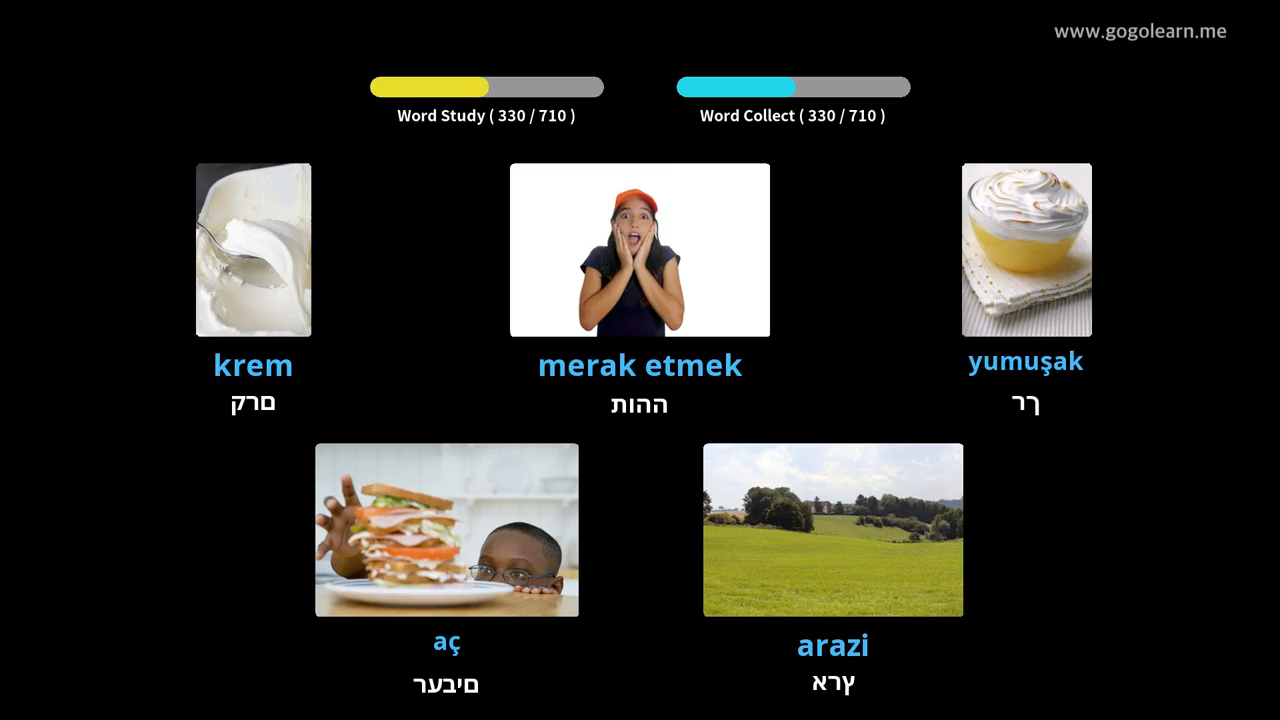 www.gogolearn.me
Word Study ( 330 / 710 )
Word Collect ( 330 / 710 )
krem
םרק
merak etmek
ההות
yumuşak
ךר
aç
םיבער
arazi
ץרא